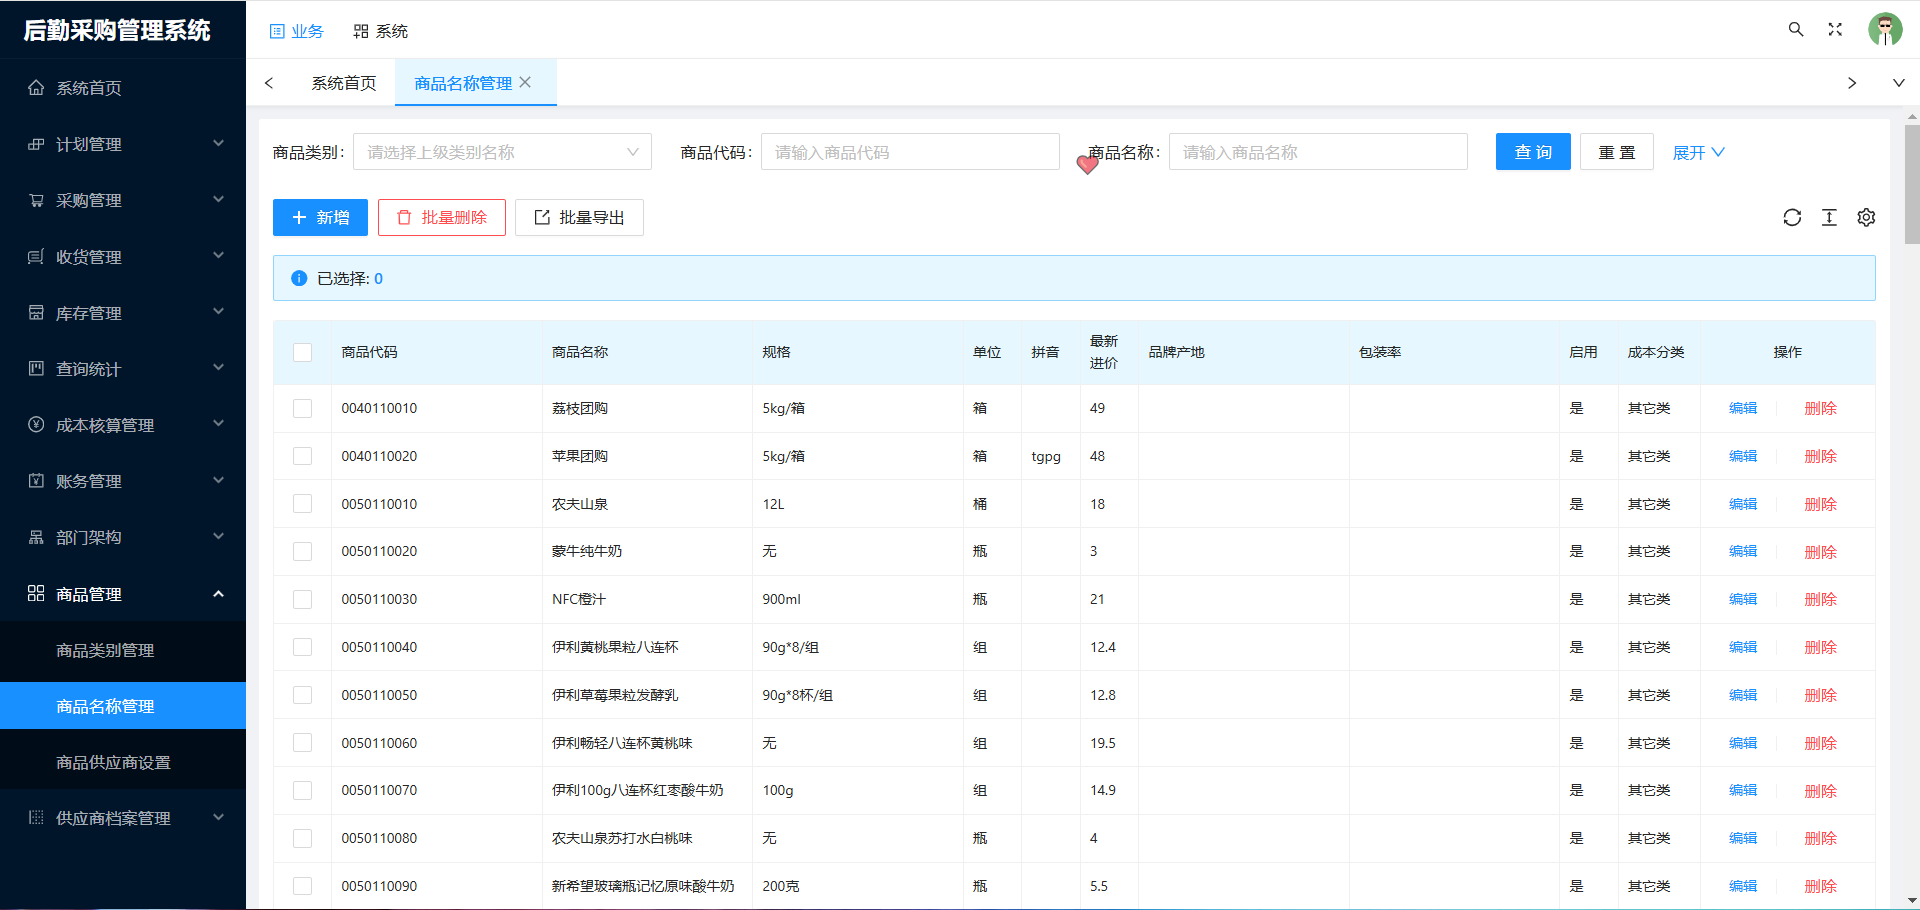 后勤采购管理系统
业务 系统
系统首页 商品名称管理
系统首页
计划管理
采购管理
收货管理
库存管理
查询统计
成本核算管理
账务管理
部门架构
商品管理
商品类别管理
商品名称管理
商品供应商设置
供应商档案管理
商品类别: 请选择上级类别名称 商品代码: 请输入商品代码 商品名称: 请输入商品名称 查 询 重 置 展开
新增 批量删除 批量导出
已选择: 0
商品代码 商品名称 规格 单位 拼音 最新进价 品牌产地 包装率 启用 成本分类 操作
0040110010 荔枝团购 5kg/箱 箱 49 是 其它类 编辑 删除
0040110020 苹果团购 5kg/箱 箱 tgpg 48 是 其它类 编辑 删除
0050110010 农夫山泉 12L 桶 18 是 其它类 编辑 删除
0050110020 蒙牛纯牛奶 无 瓶 3 是 其它类 编辑 删除
0050110030 NFC橙汁 900ml 瓶 21 是 其它类 编辑 删除
0050110040 伊利黄桃果粒八连杯 90g*8/组 组 12.4 是 其它类 编辑 删除
0050110050 伊利草莓果粒发酵乳 90g*8杯/组 组 12.8 是 其它类 编辑 删除
0050110060 伊利畅轻八连杯黄桃味 无 组 19.5 是 其它类 编辑 删除
0050110070 伊利100g八连杯红枣酸牛奶 100g 组 14.9 是 其它类 编辑 删除
0050110080 农夫山泉苏打水白桃味 无 瓶 4 是 其它类 编辑 删除
0050110090 新希望玻璃瓶记忆原味酸牛奶 200克 瓶 5.5 是 其它类 编辑 删除